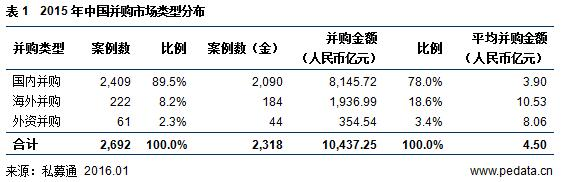 表 1 2015 年中国并购市场类型分布
并购类型 案例数 比例 案例数（金） 并购金额（人民币亿元） 比例 平均并购金额（人民币亿元）
国内并购 2,409 89.5% 2,090 8,145.72 78.0% 3.90
海外并购 222 8.2% 184 1,936.99 18.6% 10.53
外资并购 61 2.3% 44 354.54 3.4% 8.06
合计 2,692 100.0% 2,318 10,437.25 100.0% 4.50
来源：私募通 2016.01 www.pedata.cn